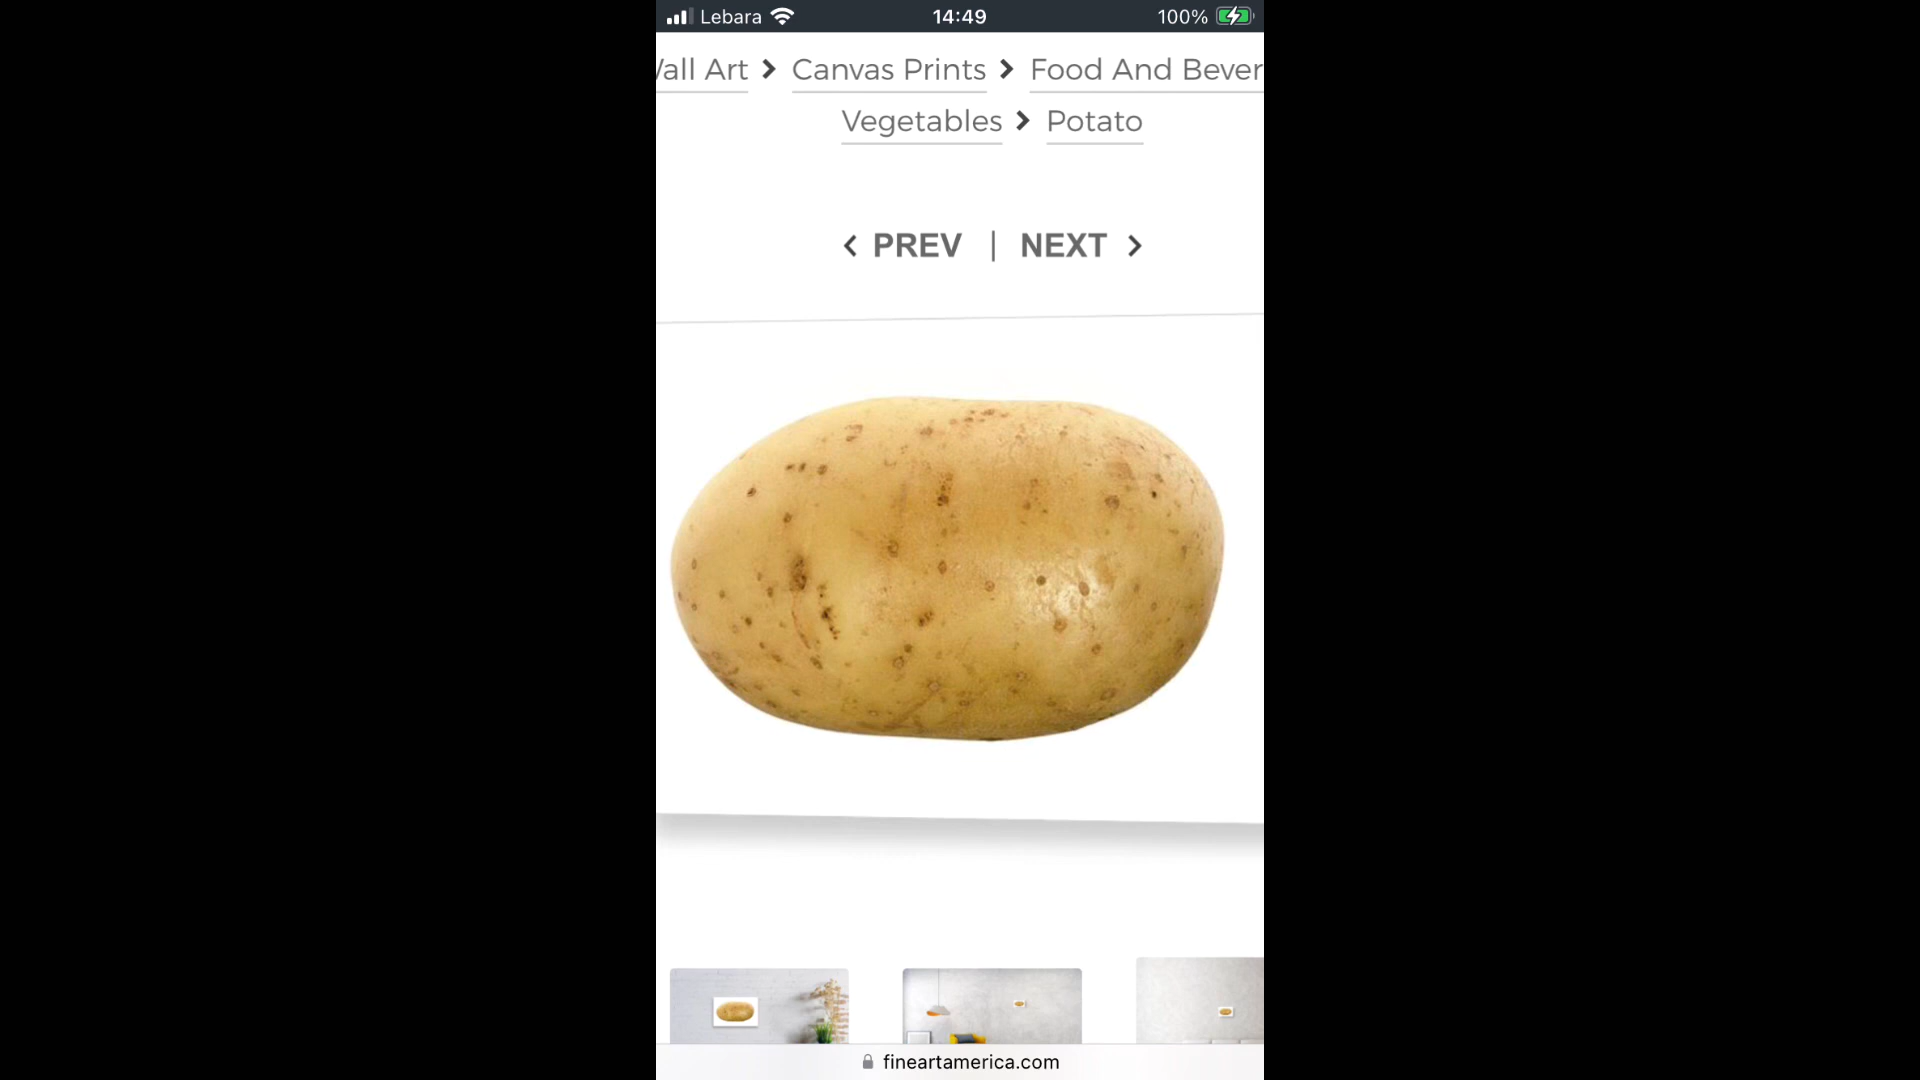 Lebara 14:49 100%
all Art > Canvas Prints > Food And Bever
Vegetables > Potato
< PREV | NEXT >
fineartamerica.com